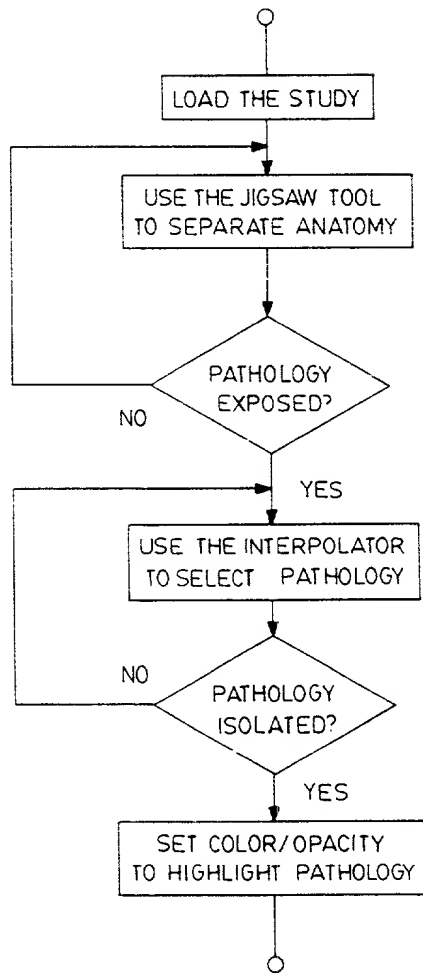 LOAD THE STUDY
USE THE JIGSAW TOOL
TO SEPARATE ANATOMY
PATHOLOGY
EXPOSED?
NO
YES
USE THE INTERPOLATOR
TO SELECT PATHOLOGY
NO
PATHOLOGY
ISOLATED?
YES
SET COLOR/OPACITY
TO HIGHLIGHT PATHOLOGY